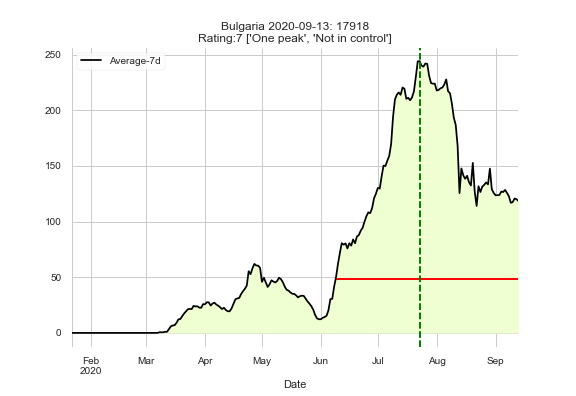 Bulgaria 2020-09-13: 17918
Rating:7 ['One peak', 'Not in control']
Average-7d
250
200
150
100
50
0
Feb Mar Apr May Jun Jul Aug Sep
2020
Date